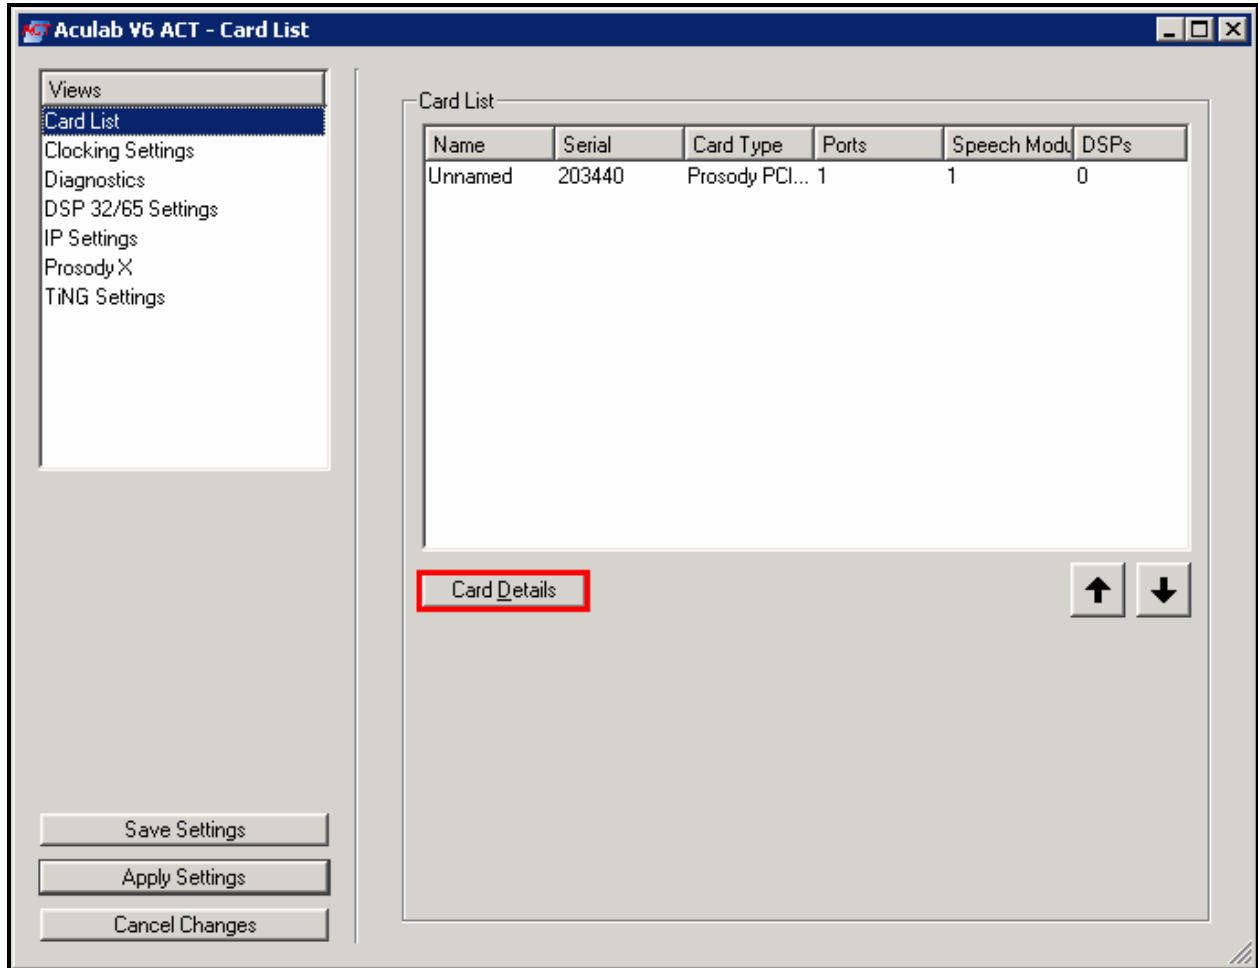 ACT Aculab V6 ACT - Card List
Views
Card List
Clocking Settings
Diagnostics
DSP 32/65 Settings
IP Settings
Prosody X
TiNG Settings
Save Settings
Apply Settings
Cancel Changes
Card List
Name Serial Card Type Ports Speech Modu DSPs
Unnamed 203440 Prosody PCI... 1 1 0
Card Details